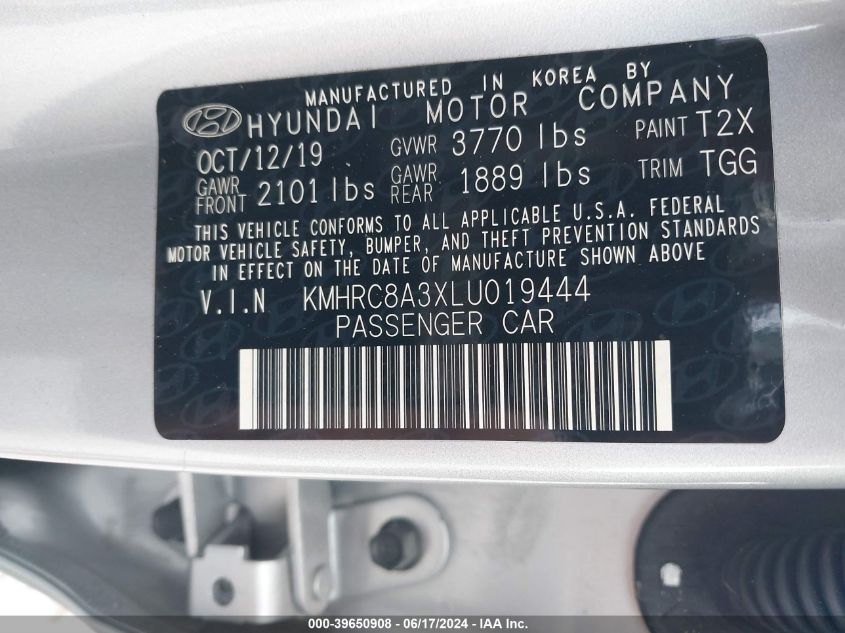 MANUFACTURED IN KOREA BY
HYUNDAI MOTOR COMPANY
OCT/12/19 GVWR 3770 lbs PAINT T2X
GAWR FRONT 2101 lbs GAWR REAR 1889 lbs TRIM TGG
THIS VEHICLE CONFORMS TO ALL APPLICABLE U.S.A. FEDERAL
MOTOR VEHICLE SAFETY, BUMPER, AND THEFT PREVENTION STANDARDS
IN EFFECT ON THE DATE OF MANUFACTURE SHOWN ABOVE
V.I.N KMHRC8A3XLU019444
PASSENGER CAR
000-39650908 - 06/17/2024 - IAA Inc.